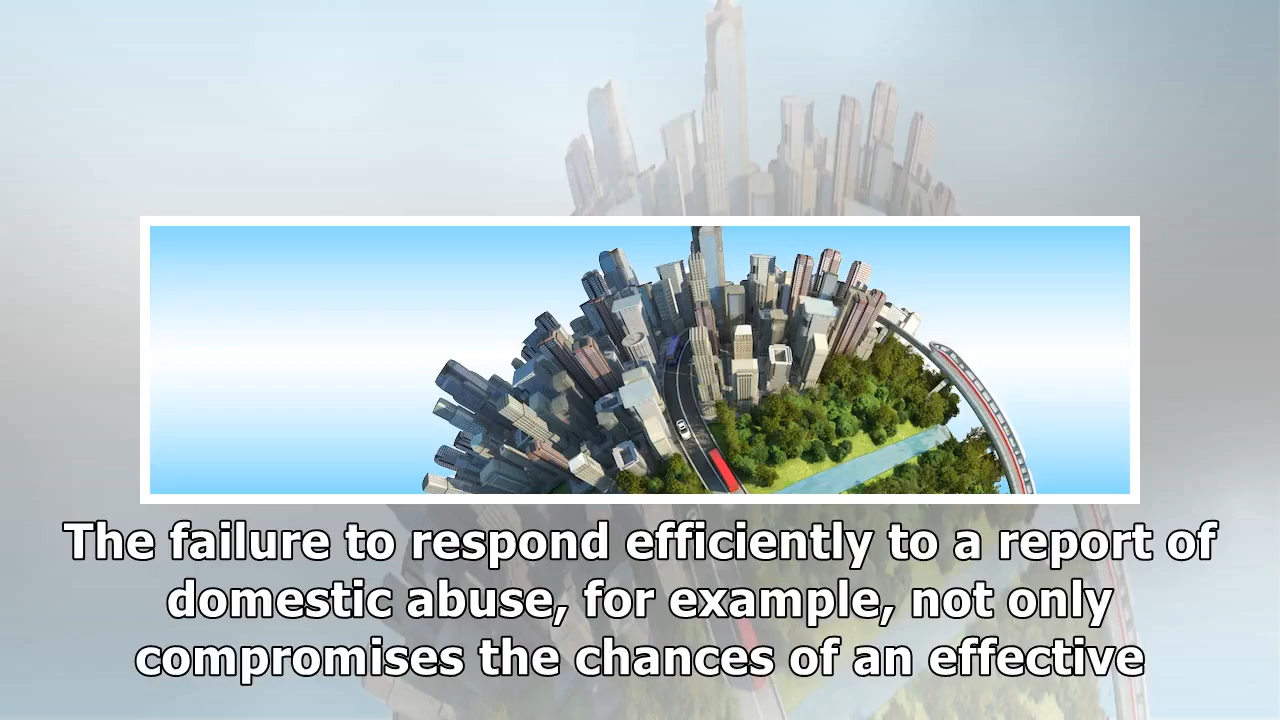 The failure to respond efficiently to a report of
domestic abuse, for example, not only
compromises the chances of an effective